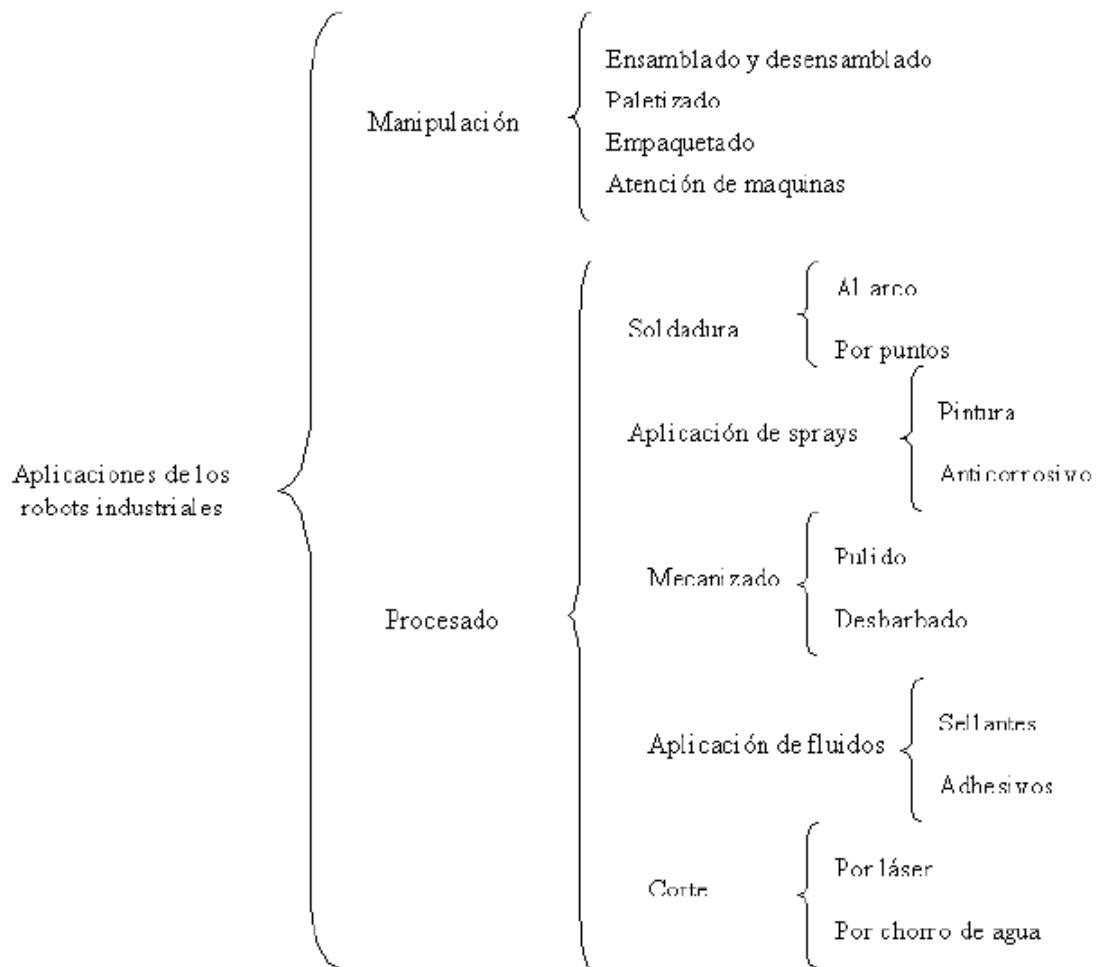 Aplicaciones de los
robots industriales
Manipulación
Ensamblado y desensamblado
Paletizado
Empaquetado
Atención de maquinas
Procesado
Soldadura
Al arco
Por puntos
Aplicación de sprays
Pintura
Anticorrosivo
Mecanizado
Pulido
Desbarbado
Aplicación de fluidos
Sellantes
Adhesivos
Corte
Por láser
Por chorro de agua